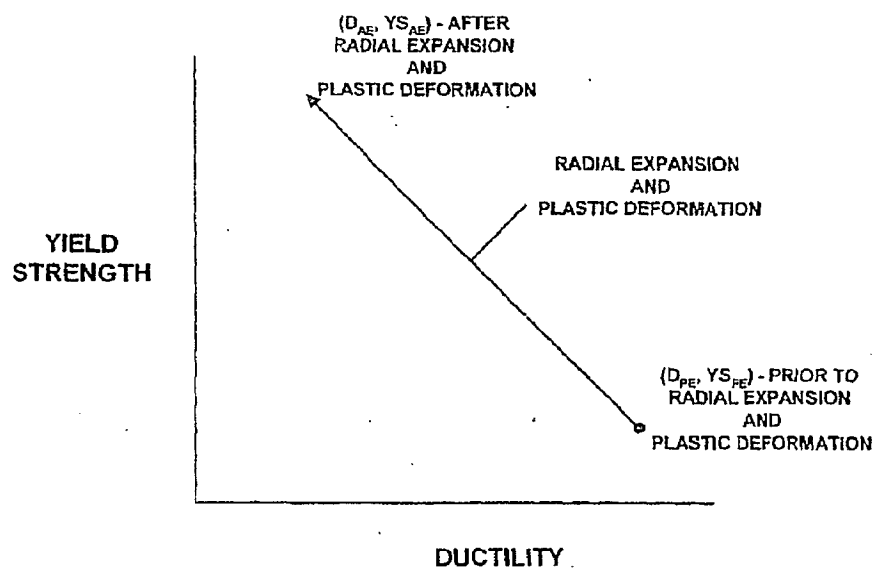 (D_AE, YS_AE) - AFTER
RADIAL EXPANSION
AND
PLASTIC DEFORMATION
RADIAL EXPANSION
AND
PLASTIC DEFORMATION
YIELD
STRENGTH
(D_PE, YS_PE) - PRIOR TO
RADIAL EXPANSION
AND
PLASTIC DEFORMATION
DUCTILITY